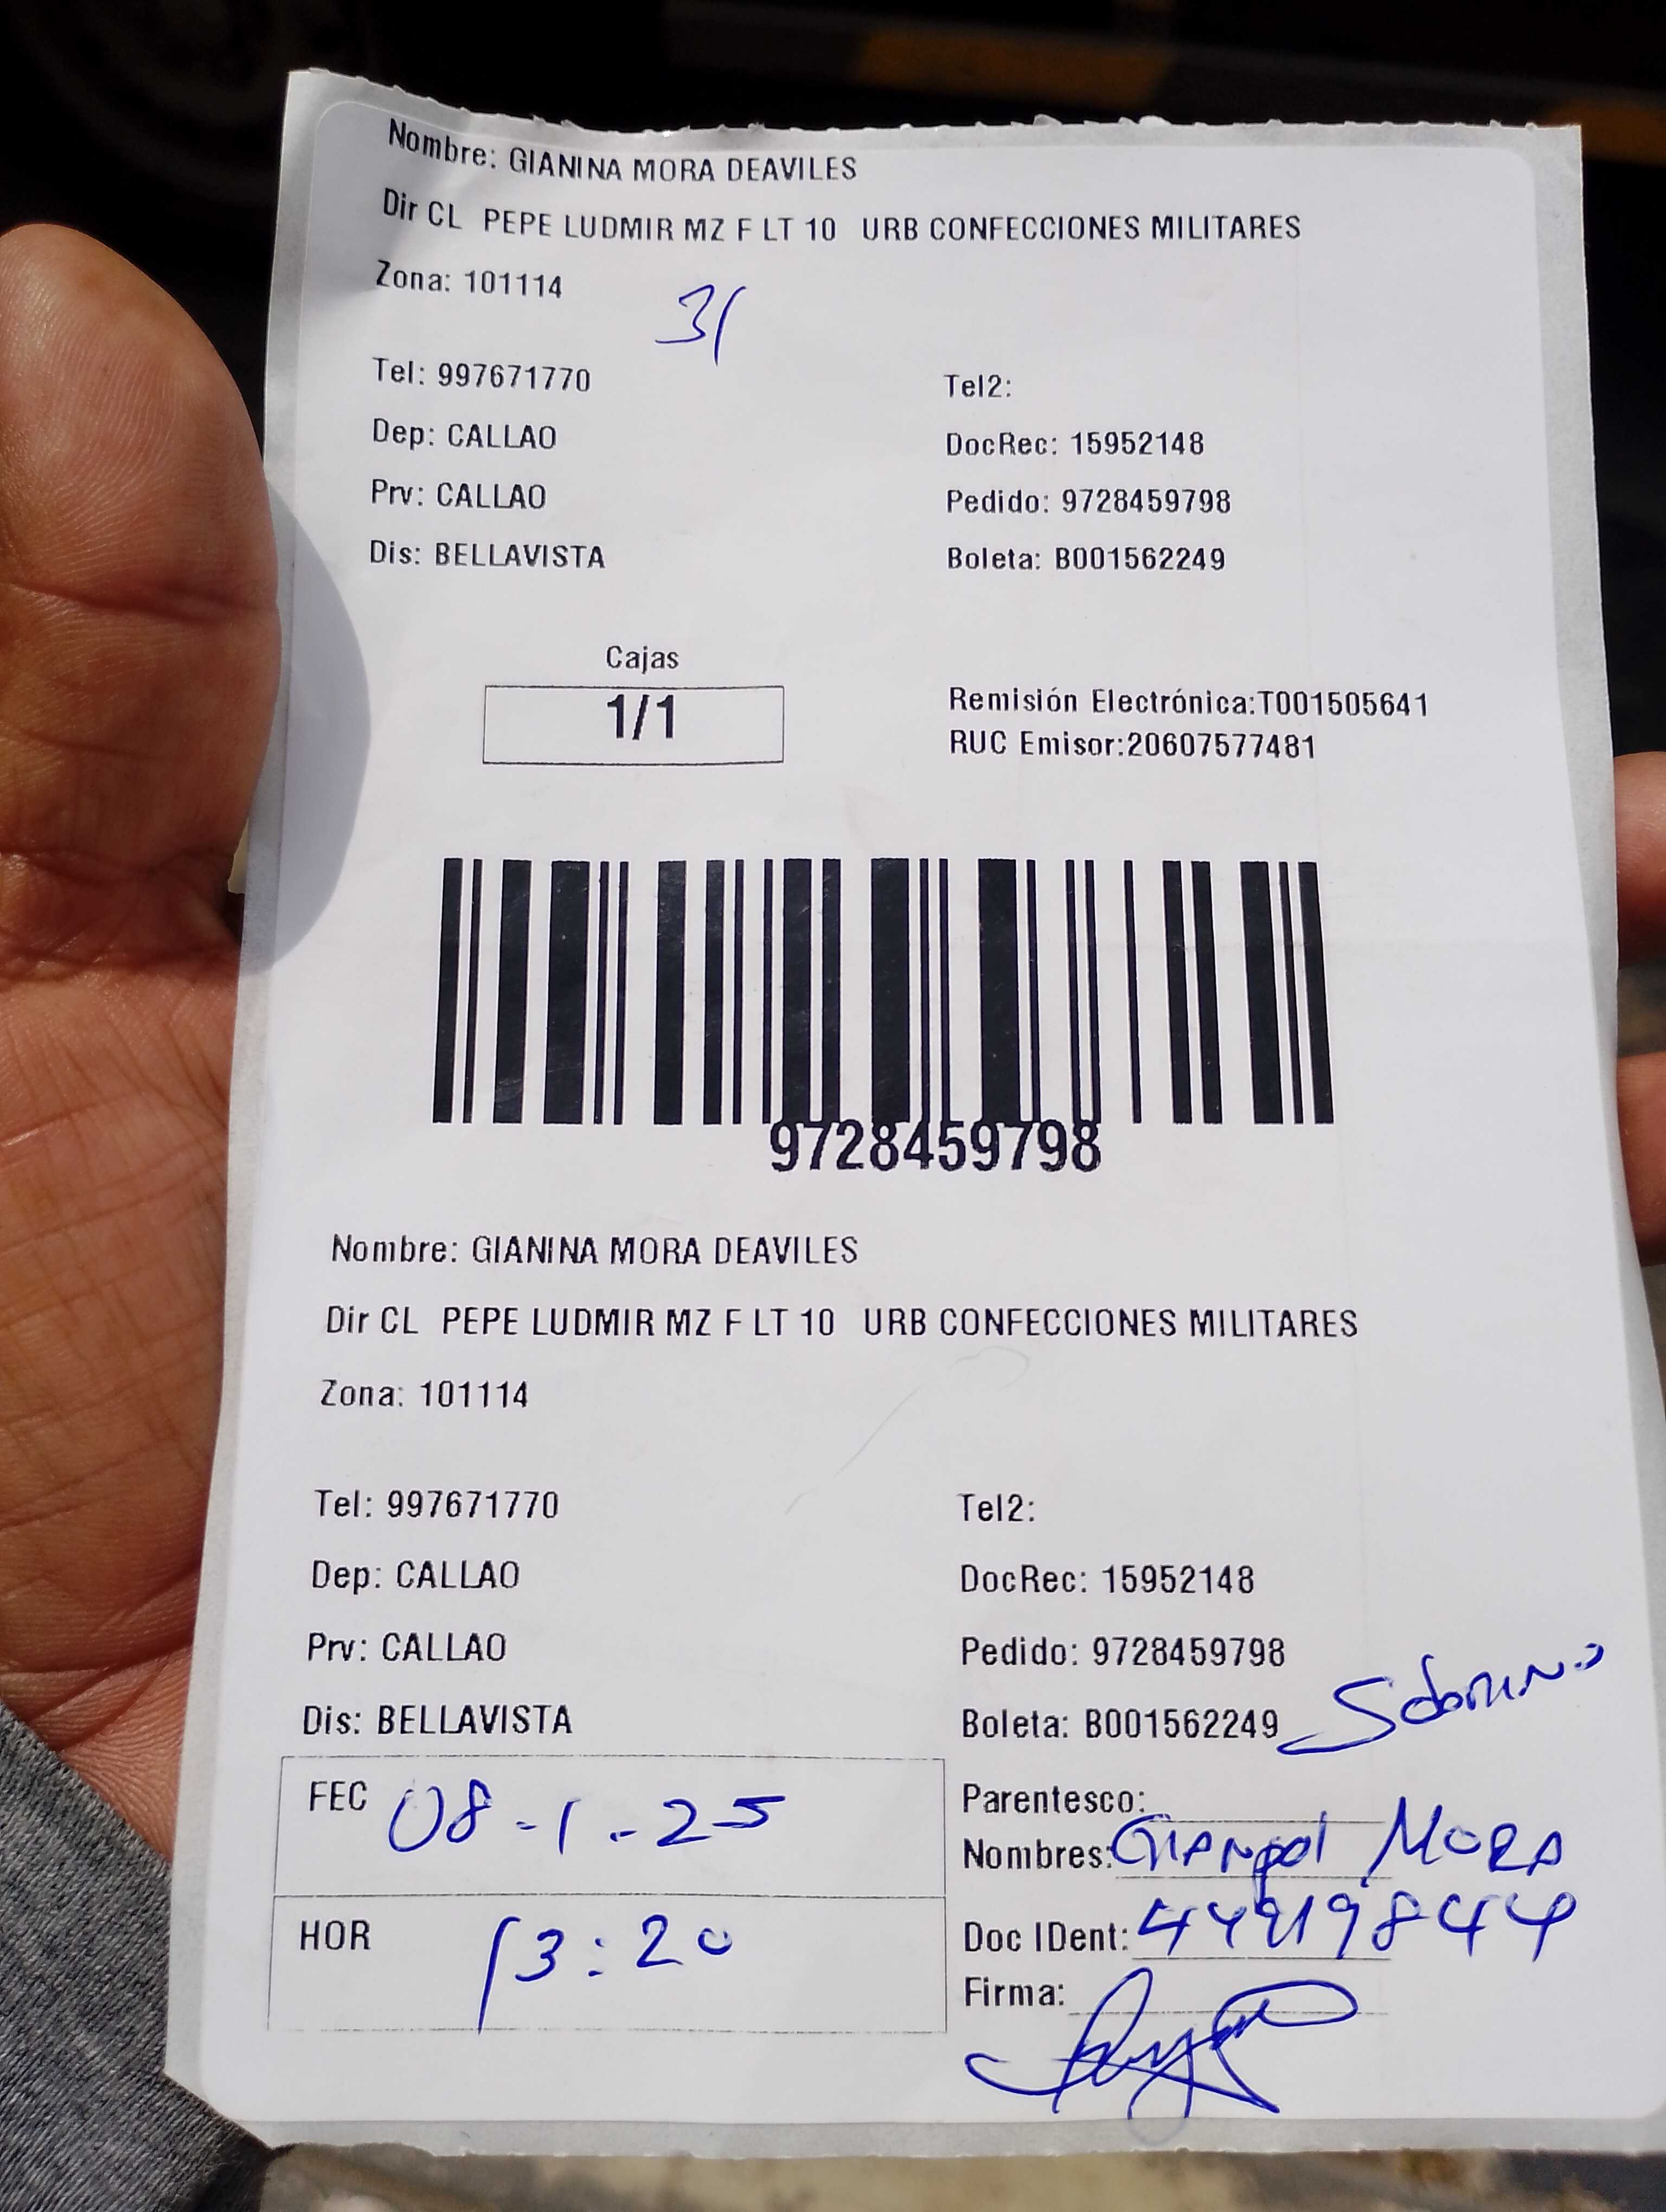 Nombre: GIANINA MORA DEAVILES
Dir CL PEPE LUDMIR MZ F LT 10 URB CONFECCIONES MILITARES
Zona: 101114
31
Tel: 997671770 Tel2:
Dep: CALLAO DocRec: 15952148
Prv: CALLAO Pedido: 9728459798
Dis: BELLAVISTA Boleta: B001562249
Cajas
1/1
Remisión Electrónica:T001505641
RUC Emisor:20607577481
9728459798
Nombre: GIANINA MORA DEAVILES
Dir CL PEPE LUDMIR MZ F LT 10 URB CONFECCIONES MILITARES
Zona: 101114
Tel: 997671770 Tel2:
Dep: CALLAO DocRec: 15952148
Prv: CALLAO Pedido: 9728459798
Dis: BELLAVISTA Boleta: B001562249
Sobrino
FEC 08-1-25
Parentesco:
Nombres: Gianpol MORA
HOR 13:20
Doc IDent:
Firma: